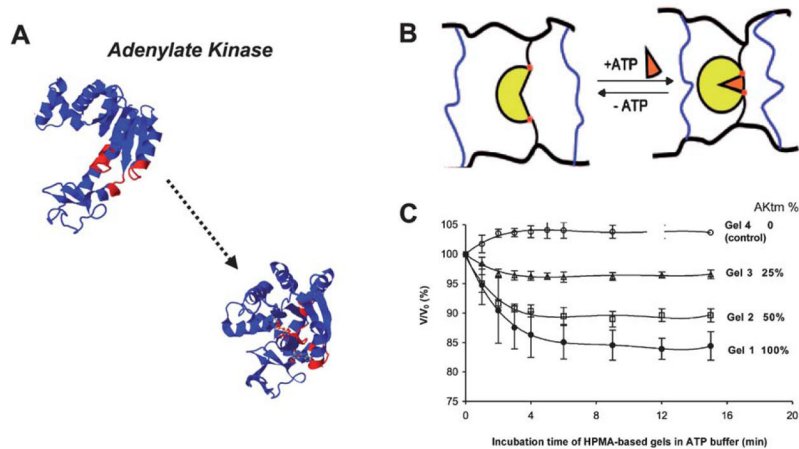 A
Adenylate Kinase
B
+ATP
- ATP
C
AKtm %
Gel 4 0
(control)
Gel 3 25%
Gel 2 50%
Gel 1 100%
V/V₀ (%)
105
100
95
90
85
80
75
0 4 8 12 16 20
Incubation time of HPMA-based gels in ATP buffer (min)